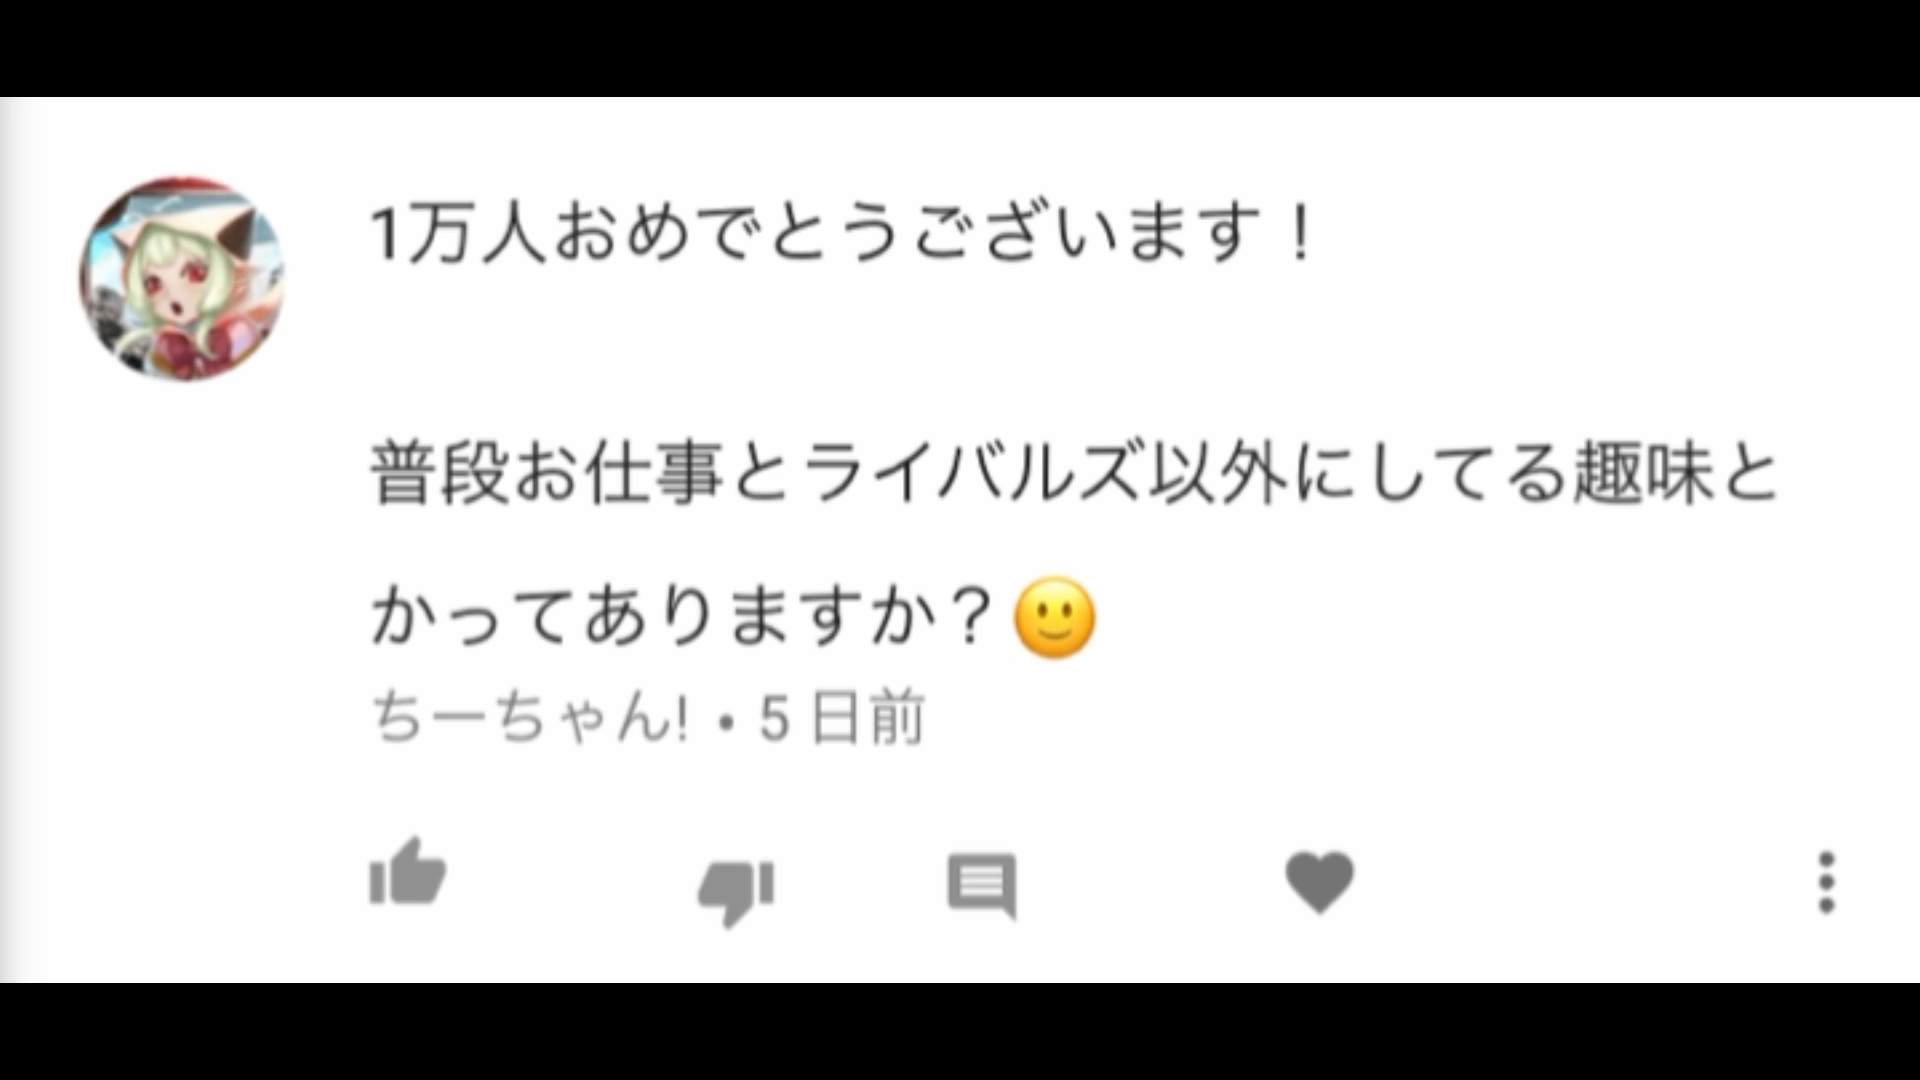 1万人おめでとうございます！
普段お仕事とライバルズ以外にしてる趣味と
かってありますか？🙂
ちーちゃん! • 5 日前